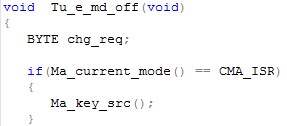 void  Tu_e_md_off(void)
{
BYTE chg_req;
if(Ma_current_mode() == CMA_ISR)
{
Ma_key_src();
}